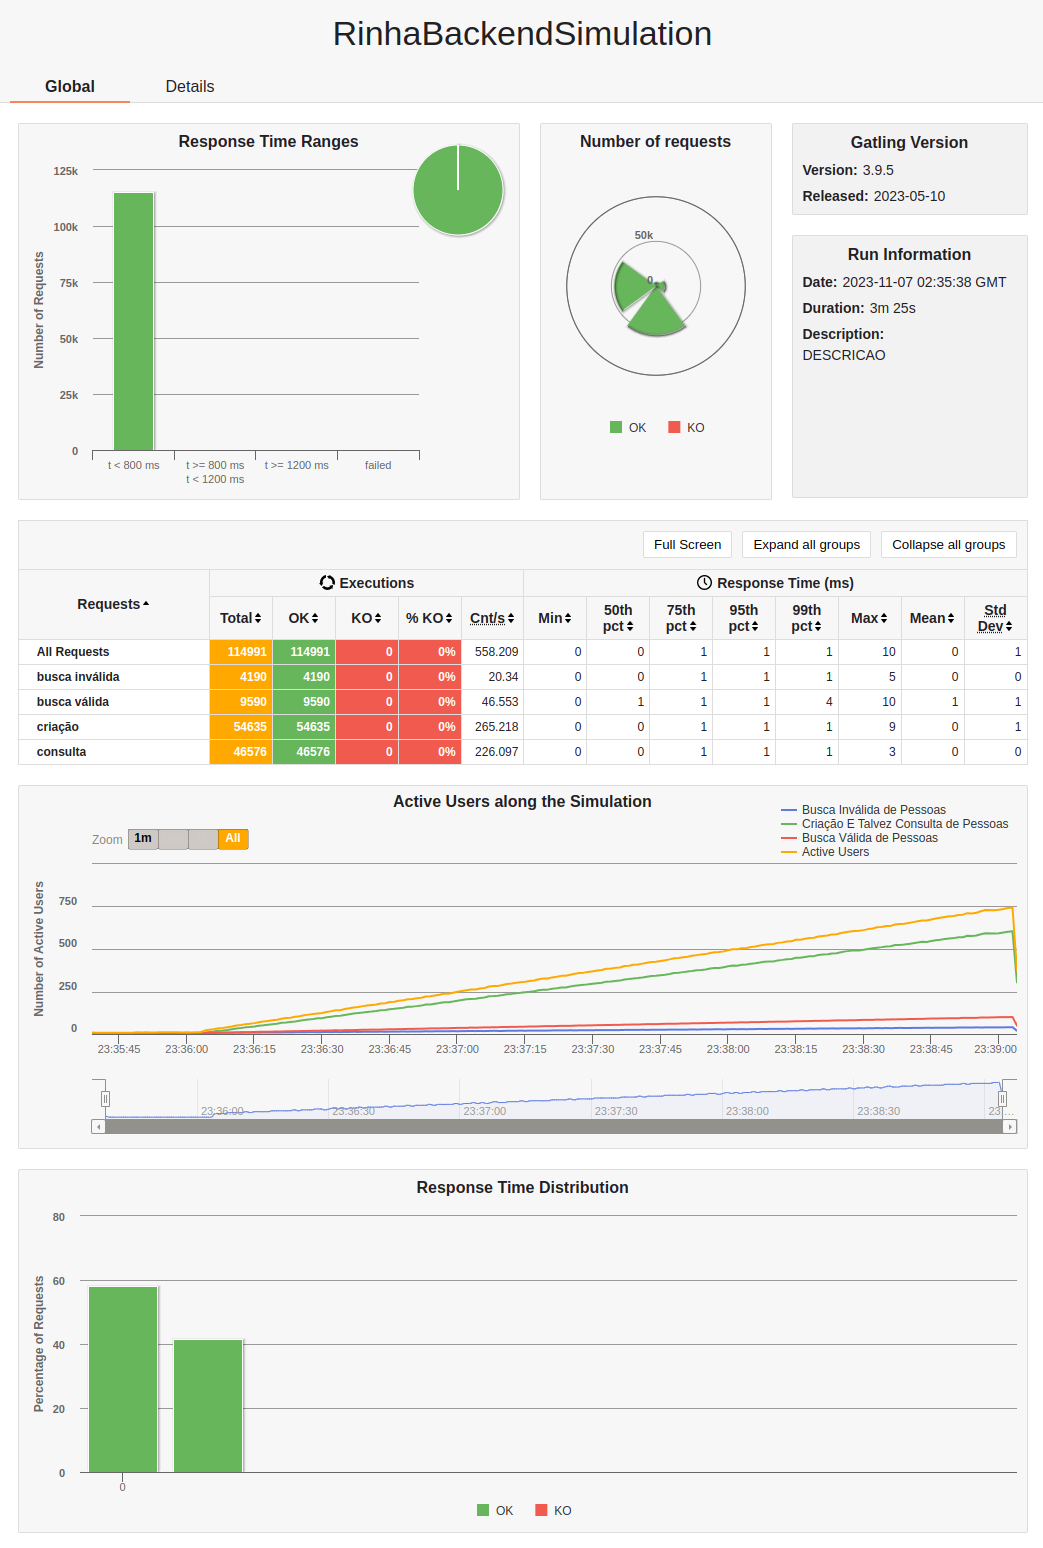 RinhaBackendSimulation
Global Details
Response Time Ranges
125k
100k
75k
50k
25k
0
Number of Requests
t < 800 ms
t >= 800 ms
t < 1200 ms
t >= 1200 ms
failed
Number of requests
50k
0
OK KO
Gatling Version
Version: 3.9.5
Released: 2023-05-10
Run Information
Date: 2023-11-07 02:35:38 GMT
Duration: 3m 25s
Description:
DESCRICAO
Full Screen Expand all groups Collapse all groups
Requests Executions Response Time (ms)
Total OK KO % KO Cnt/s Min 50th pct 75th pct 95th pct 99th pct Max Mean Std Dev
All Requests 114991 114991 0 0% 558.209 0 0 1 1 1 10 0 1
busca inválida 4190 4190 0 0% 20.34 0 0 1 1 1 5 0 0
busca válida 9590 9590 0 0% 46.553 0 1 1 1 4 10 1 1
criação 54635 54635 0 0% 265.218 0 0 1 1 1 9 0 1
consulta 46576 46576 0 0% 226.097 0 0 1 1 1 3 0 0
Active Users along the Simulation
Zoom 1m All
Busca Inválida de Pessoas
Criação E Talvez Consulta de Pessoas
Busca Válida de Pessoas
Active Users
Number of Active Users
750
500
250
0
23:35:45 23:36:00 23:36:15 23:36:30 23:36:45 23:37:00 23:37:15 23:37:30 23:37:45 23:38:00 23:38:15 23:38:30 23:38:45 23:39:00
23:36:00 23:36:30 23:37:00 23:37:30 23:38:00 23:38:30 23:…
Response Time Distribution
Percentage of Requests
80
60
40
20
0
0
OK KO